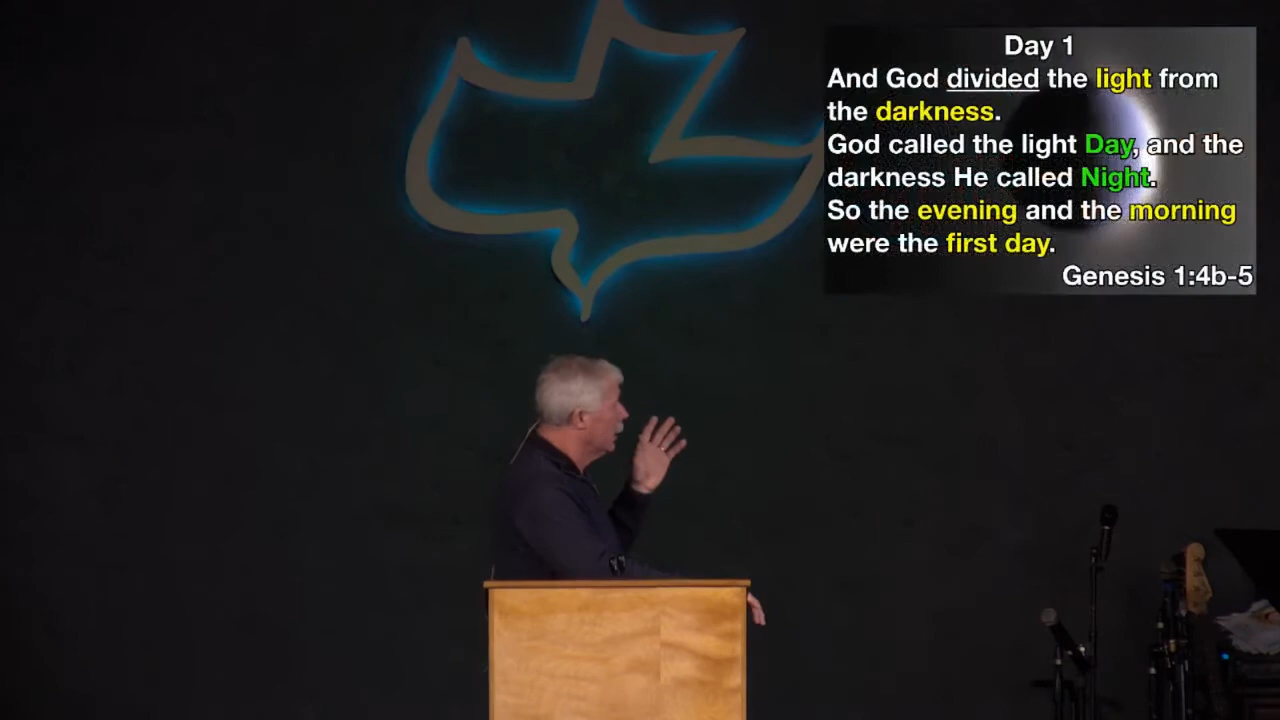 Day 1
And God divided the light from
the darkness.
God called the light Day, and the
darkness He called Night.
So the evening and the morning
were the first day.
Genesis 1:4b-5